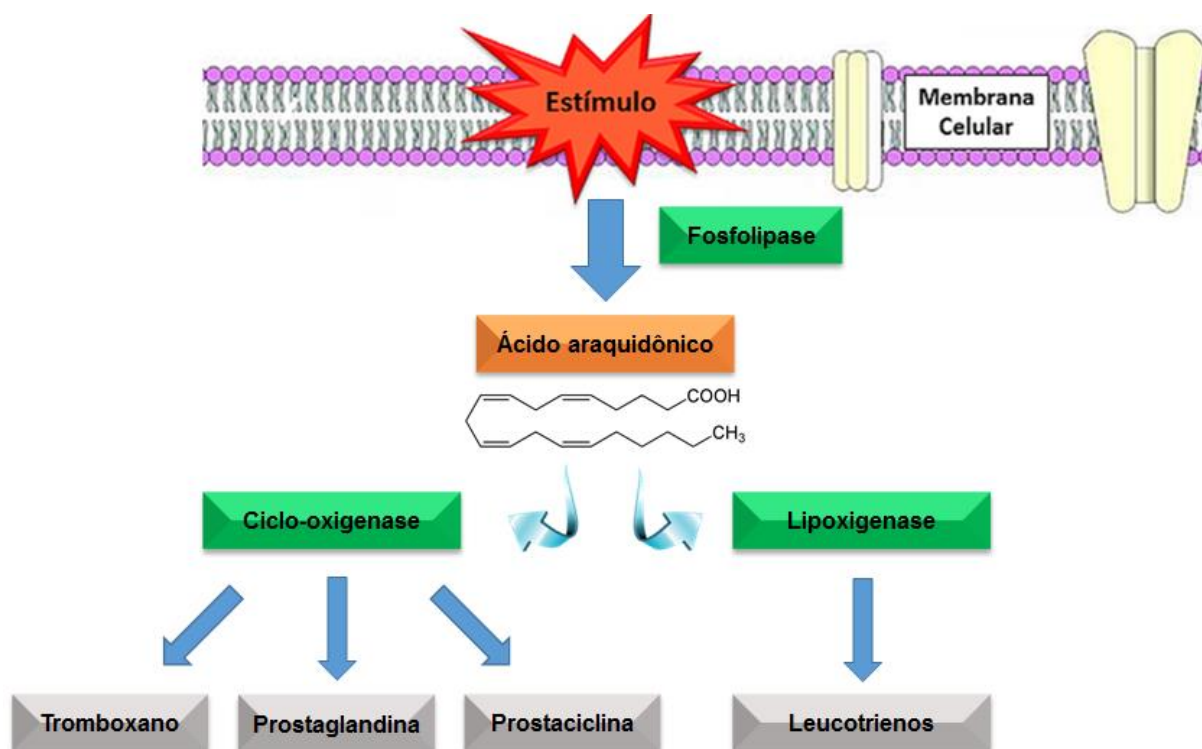 Estímulo
Membrana
Celular
Fosfolipase
Ácido araquidônico
COOH
CH3
Ciclo-oxigenase
Lipoxigenase
Tromboxano
Prostaglandina
Prostaciclina
Leucotrienos